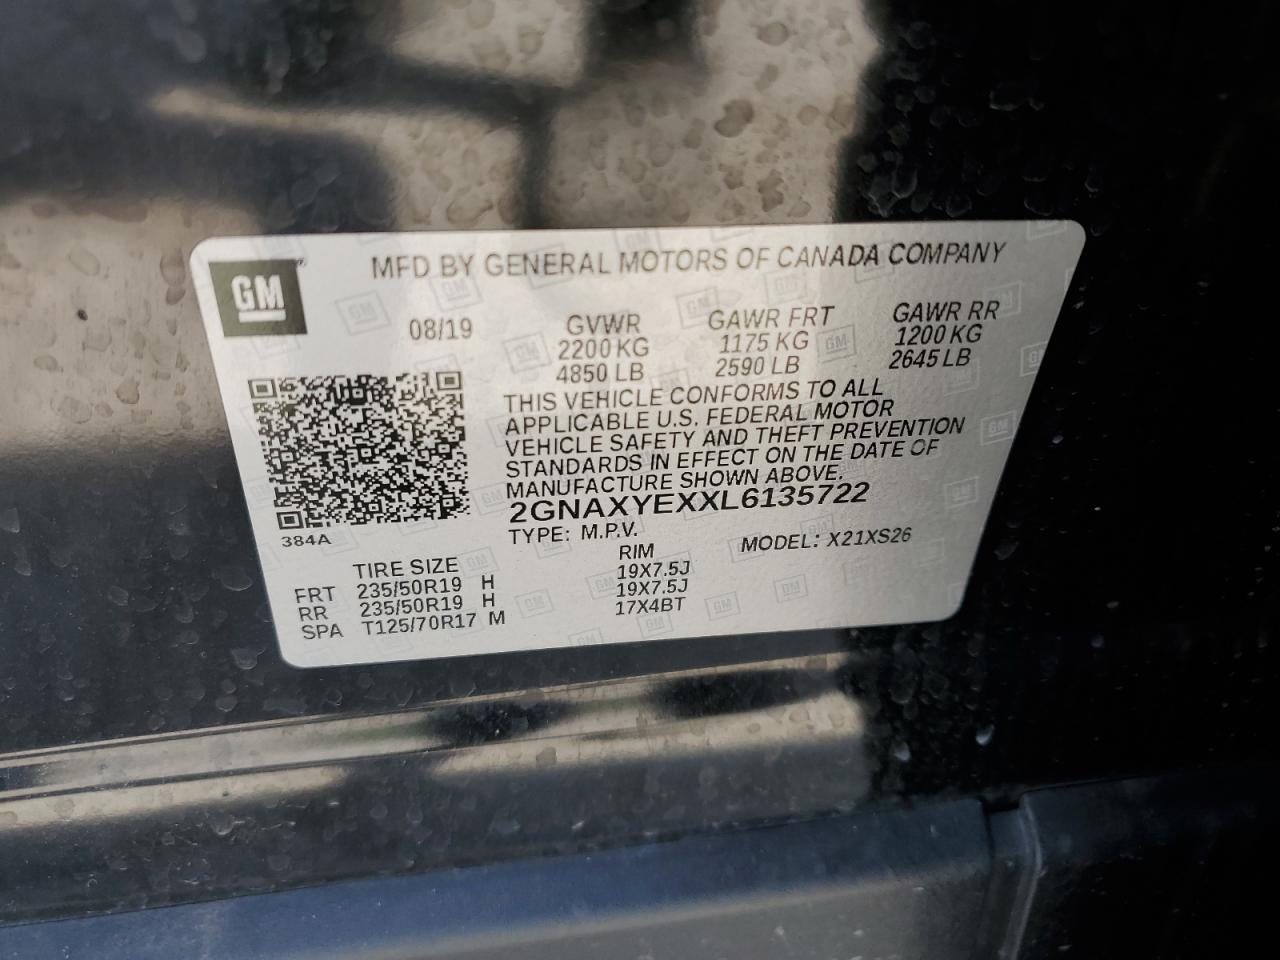 GM
MFD BY GENERAL MOTORS OF CANADA COMPANY
08/19 GVWR GAWR FRT GAWR RR
2200 KG 1175 KG 1200 KG
4850 LB 2590 LB 2645 LB
THIS VEHICLE CONFORMS TO ALL
APPLICABLE U.S. FEDERAL MOTOR
VEHICLE SAFETY AND THEFT PREVENTION
STANDARDS IN EFFECT ON THE DATE OF
MANUFACTURE SHOWN ABOVE.
2GNAXYEXXL6135722
384A
TYPE: M.P.V. MODEL: X21XS26
TIRE SIZE RIM
FRT 235/50R19 H 19X7.5J
RR 235/50R19 H 19X7.5J
SPA T125/70R17 M 17X4BT